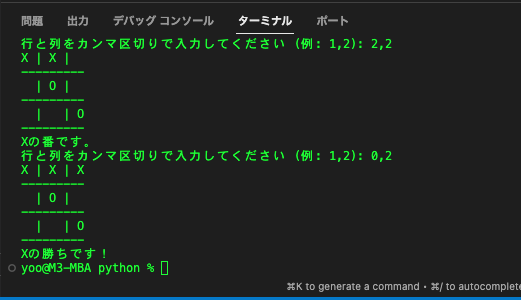 問題 出力 デバッグ コンソール ターミナル ポート
行と列をカンマ区切りで入力してください (例: 1,2): 2,2
X | X |
---------
  | O |
---------
  |   | O
---------
Xの番です。
行と列をカンマ区切りで入力してください (例: 1,2): 0,2
X | X | X
---------
  | O |
---------
  |   | O
---------
Xの勝ちです！
yoo@M3-MBA python %
⌘K to generate a command • ⌘/ to autocomplete